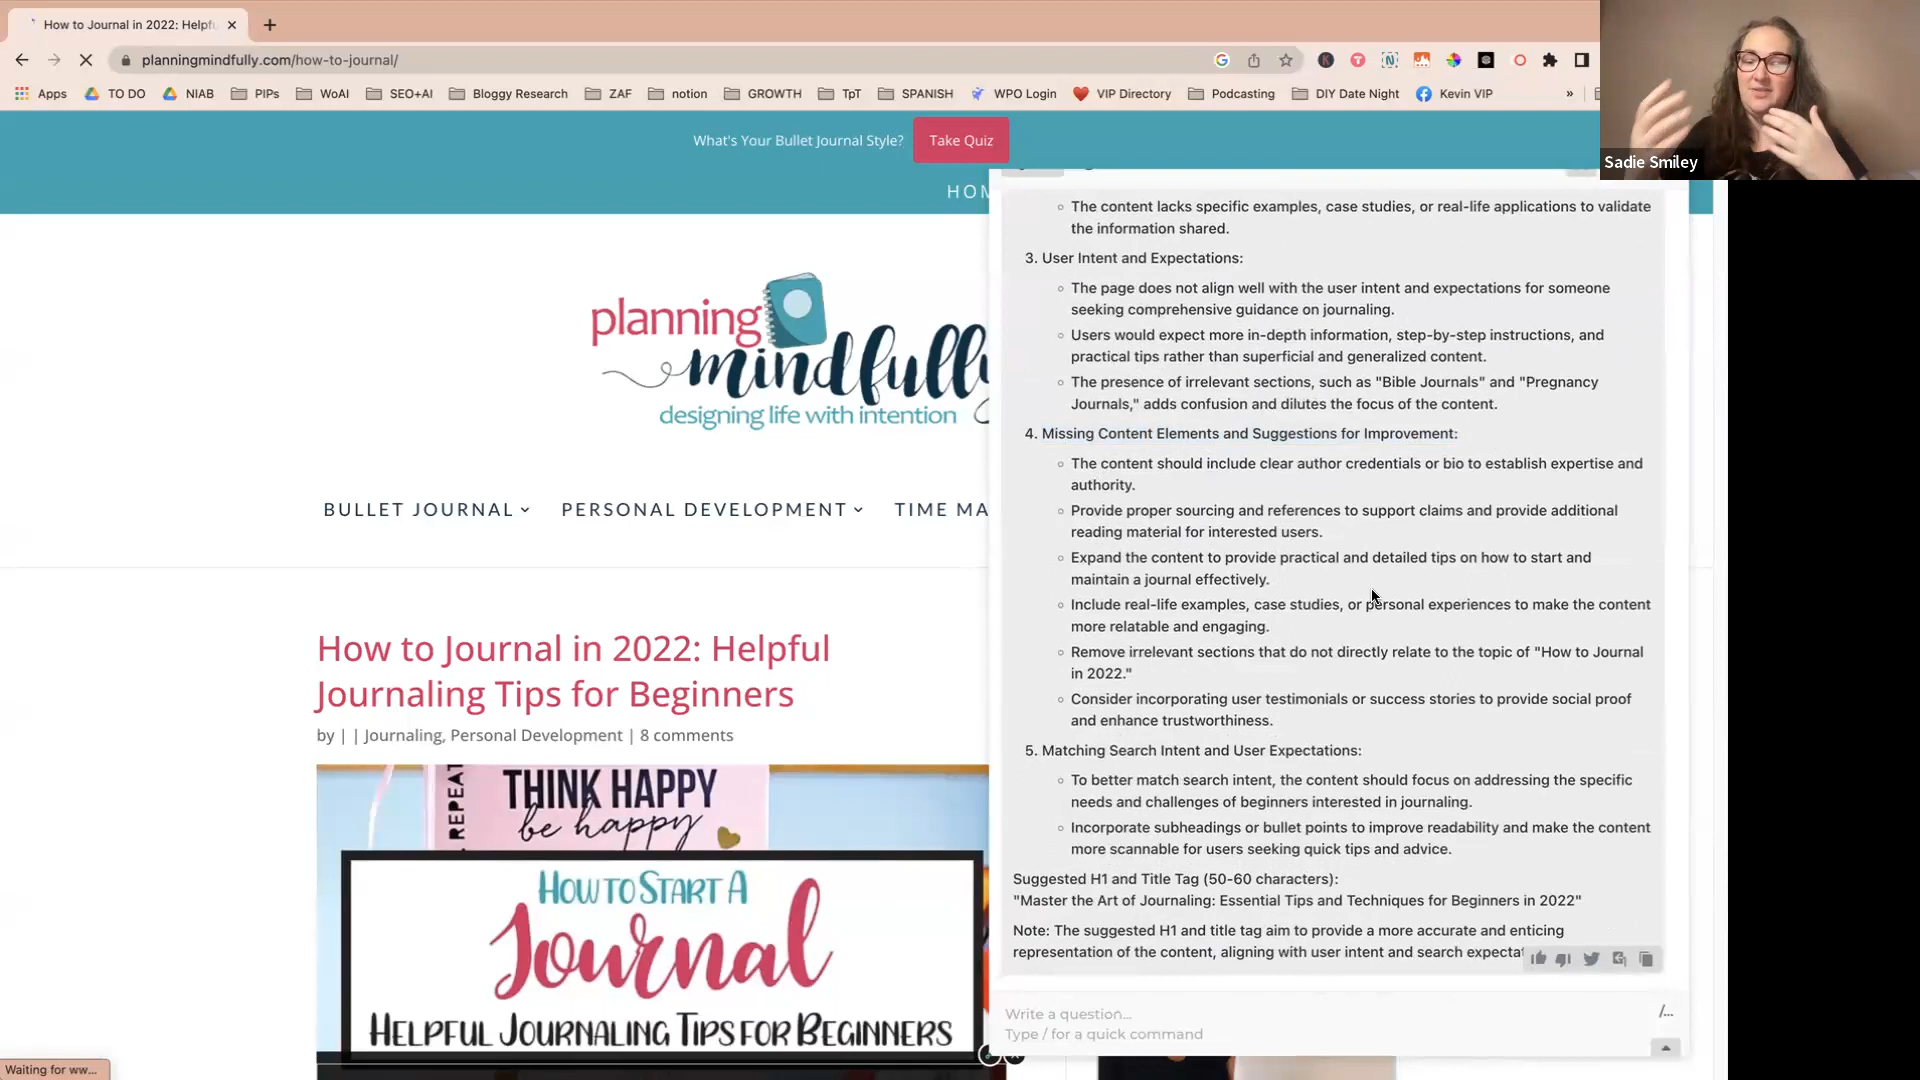 How to Journal in 2022: Helpfu
planningmindfully.com/how-to-journal/
Apps TO DO NIAB PIPs WoAI SEO+AI Bloggy Research ZAF notion GROWTH TpT SPANISH WPO Login VIP Directory Podcasting DIY Date Night Kevin VIP »
Sadie Smiley
What's Your Bullet Journal Style? Take Quiz
HOM
planning
mindfully
designing life with intention
BULLET JOURNAL PERSONAL DEVELOPMENT TIME MA
How to Journal in 2022: Helpful
Journaling Tips for Beginners
by | | Journaling, Personal Development | 8 comments
REPEAT
THINK HAPPY
be happy
HOW TO START A
Journal
HELPFUL JOURNALING TIPS FOR BEGINNERS
Waiting for ww...
The content lacks specific examples, case studies, or real-life applications to validate
the information shared.
3. User Intent and Expectations:
The page does not align well with the user intent and expectations for someone
seeking comprehensive guidance on journaling.
Users would expect more in-depth information, step-by-step instructions, and
practical tips rather than superficial and generalized content.
The presence of irrelevant sections, such as "Bible Journals" and "Pregnancy
Journals," adds confusion and dilutes the focus of the content.
4. Missing Content Elements and Suggestions for Improvement:
The content should include clear author credentials or bio to establish expertise and
authority.
Provide proper sourcing and references to support claims and provide additional
reading material for interested users.
Expand the content to provide practical and detailed tips on how to start and
maintain a journal effectively.
Include real-life examples, case studies, or personal experiences to make the content
more relatable and engaging.
Remove irrelevant sections that do not directly relate to the topic of "How to Journal
in 2022."
Consider incorporating user testimonials or success stories to provide social proof
and enhance trustworthiness.
5. Matching Search Intent and User Expectations:
To better match search intent, the content should focus on addressing the specific
needs and challenges of beginners interested in journaling.
Incorporate subheadings or bullet points to improve readability and make the content
more scannable for users seeking quick tips and advice.
Suggested H1 and Title Tag (50-60 characters):
"Master the Art of Journaling: Essential Tips and Techniques for Beginners in 2022"
Note: The suggested H1 and title tag aim to provide a more accurate and enticing
representation of the content, aligning with user intent and search expectat
Write a question...
Type / for a quick command
/...